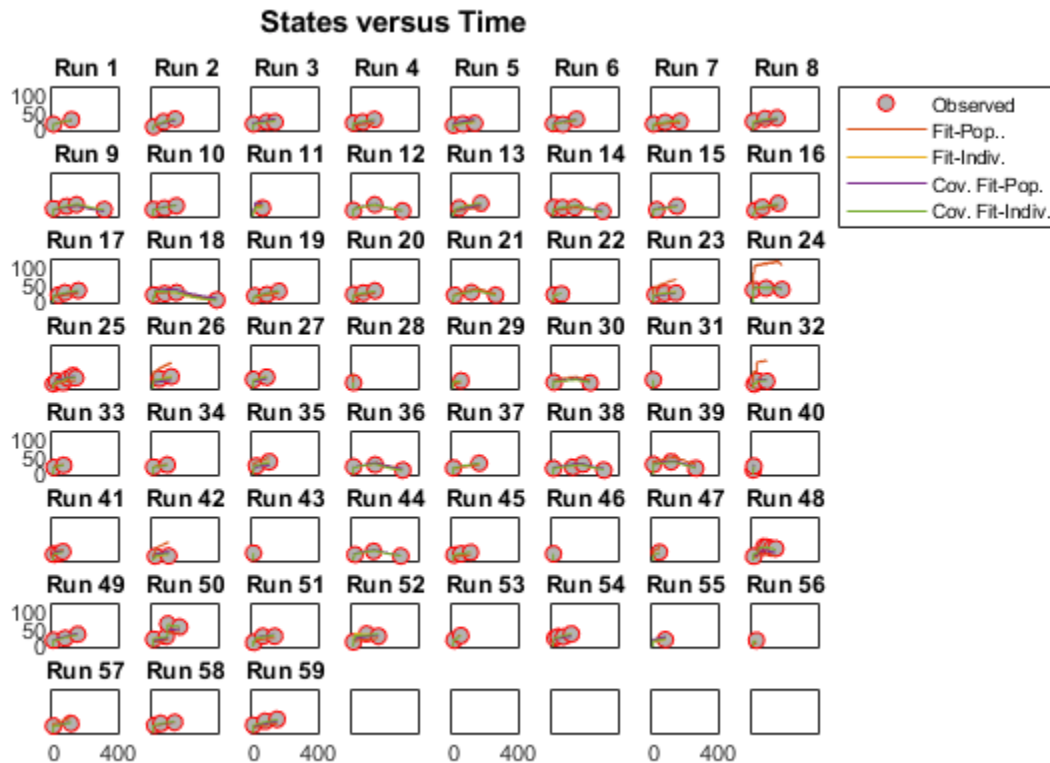 States versus Time
Run 1 Run 2 Run 3 Run 4 Run 5 Run 6 Run 7 Run 8
100
50
0
Observed
Fit-Pop..
Fit-Indiv.
Cov. Fit-Pop.
Cov. Fit-Indiv.
Run 9 Run 10 Run 11 Run 12 Run 13 Run 14 Run 15 Run 16
Run 17 Run 18 Run 19 Run 20 Run 21 Run 22 Run 23 Run 24
100
50
0
Run 25 Run 26 Run 27 Run 28 Run 29 Run 30 Run 31 Run 32
Run 33 Run 34 Run 35 Run 36 Run 37 Run 38 Run 39 Run 40
100
50
0
Run 41 Run 42 Run 43 Run 44 Run 45 Run 46 Run 47 Run 48
Run 49 Run 50 Run 51 Run 52 Run 53 Run 54 Run 55 Run 56
100
50
0
Run 57 Run 58 Run 59
0 400 0 400 0 400 0 400